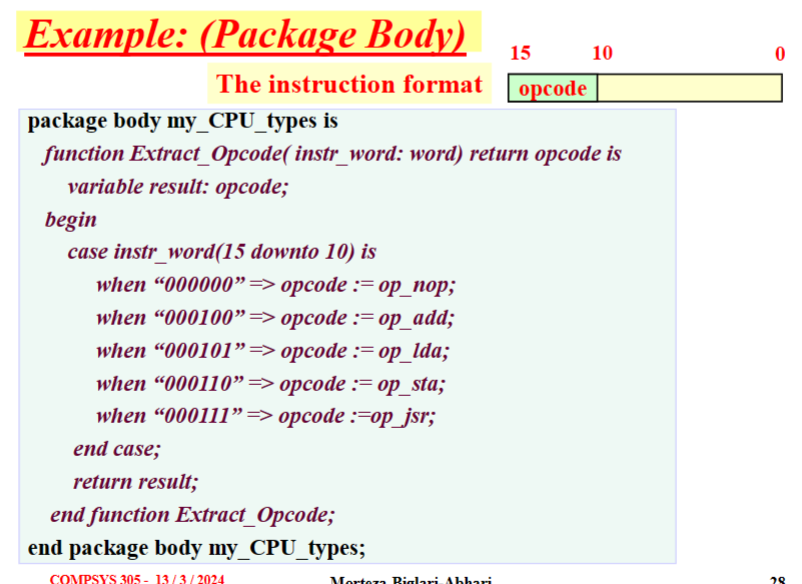 Example: (Package Body)
15 10 0
The instruction format opcode
package body my_CPU_types is
function Extract_Opcode( instr_word: word) return opcode is
variable result: opcode;
begin
case instr_word(15 downto 10) is
when “000000” => opcode := op_nop;
when “000100” => opcode := op_add;
when “000101” => opcode := op_lda;
when “000110” => opcode := op_sta;
when “000111” => opcode :=op_jsr;
end case;
return result;
end function Extract_Opcode;
end package body my_CPU_types;
COMPSYS 305 - 13 / 3 / 2024 Morteza Biglari-Abhari 28